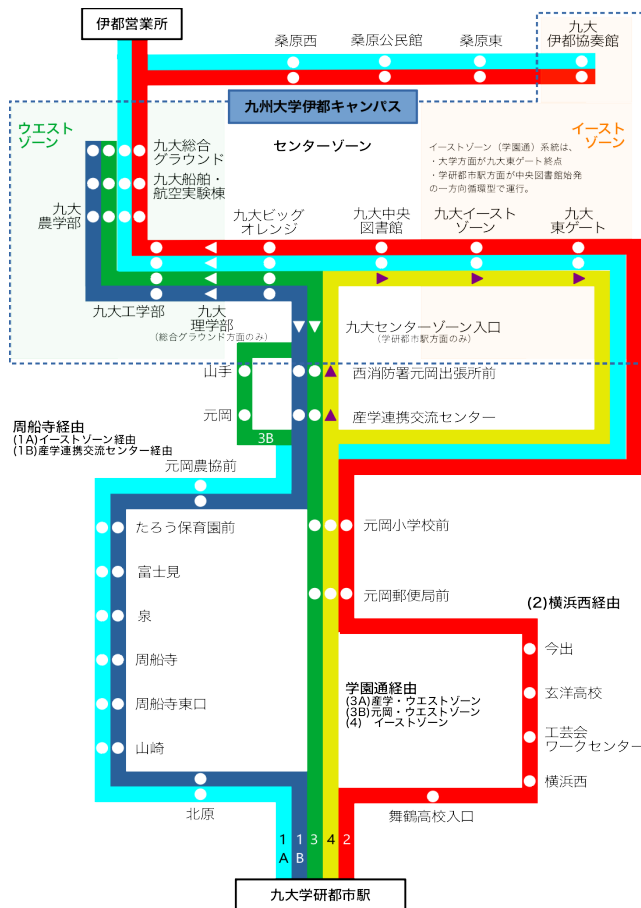 伊都営業所
桑原西
桑原公民館
桑原東
九大
伊都協奏館
九州大学伊都キャンパス
ウエスト
ゾーン
センターゾーン
イースト
ゾーン
イーストゾーン（学園通）系統は、
・大学方面が九大東ゲート終点
・学研都市駅方面が中央図書館始発
の一方向循環型で運行。
九大総合
グラウンド
九大船舶・
航空実験棟
九大
農学部
九大ビッグ
オレンジ
九大中央
図書館
九大イースト
ゾーン
九大
東ゲート
九大工学部
九大
理学部
(総合グラウンド方面のみ)
九大センターゾーン入口
(学研都市駅方面のみ)
山手
西消防署元岡出張所前
元岡
産学連携交流センター
3B
周船寺経由
(1A)イーストゾーン経由
(1B)産学連携交流センター経由
元岡農協前
たろう保育園前
元岡小学校前
富士見
元岡郵便局前
(2)横浜西経由
泉
今出
周船寺
学園通経由
(3A)産学・ウエストゾーン
(3B)元岡・ウエストゾーン
(4)　イーストゾーン
玄洋高校
周船寺東口
工芸会
ワークセンター
山崎
横浜西
北原
舞鶴高校入口
1
A
1
B
3
4
2
九大学研都市駅